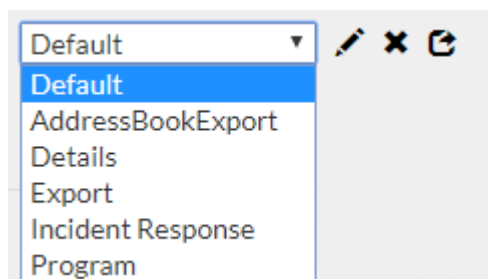 Default
Default
AddressBookExport
Details
Export
Incident Response
Program